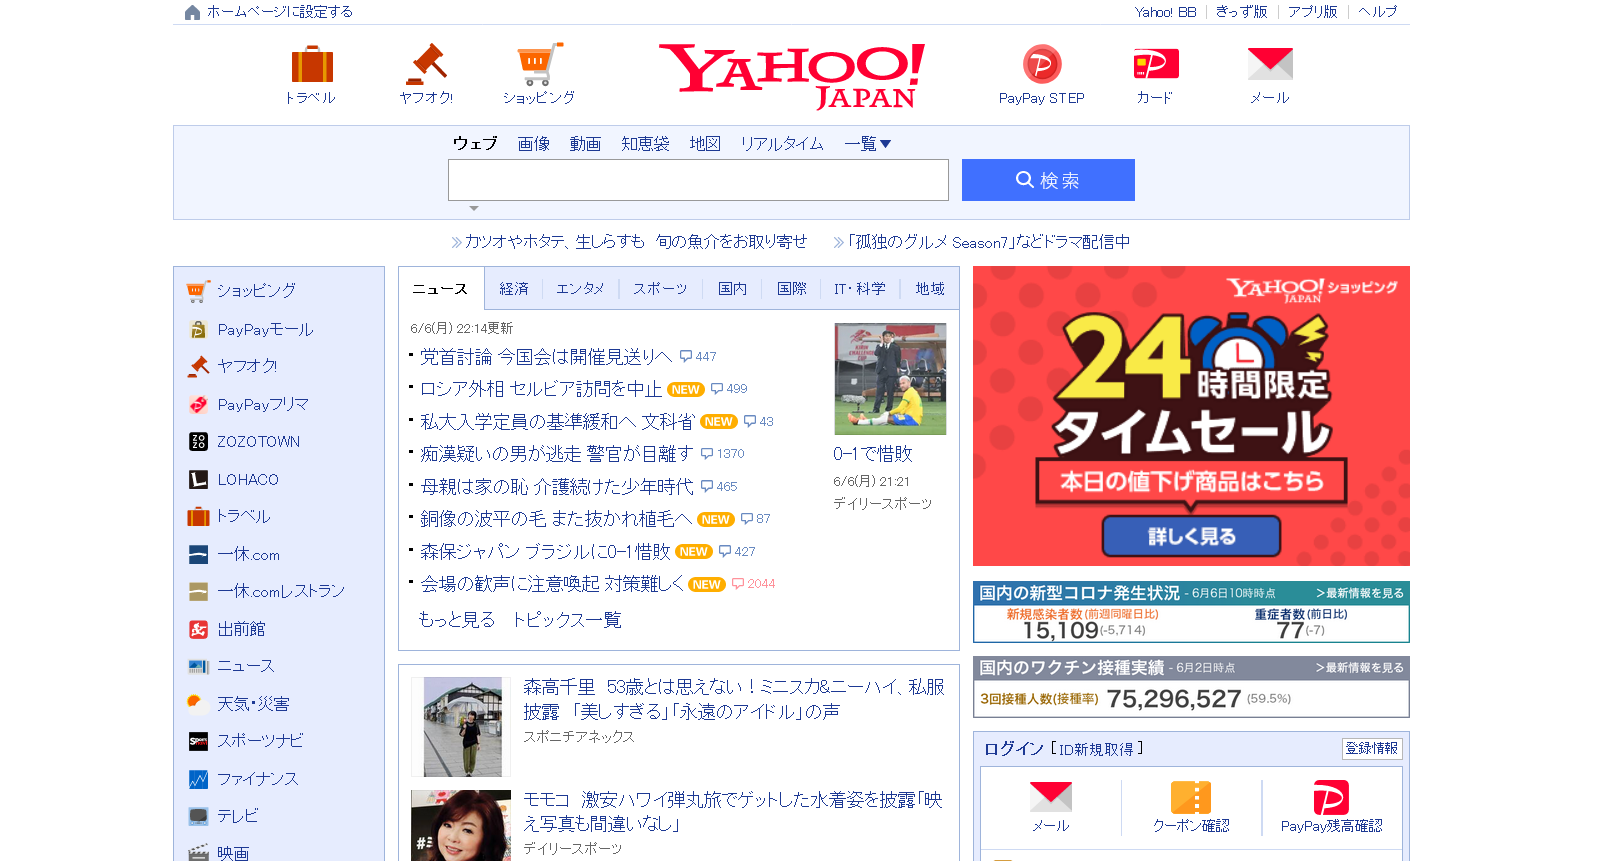 ホームページに設定する
Yahoo! BB
きっず版
アプリ版
ヘルプ
トラベル
ヤフオク!
ショッピング
YAHOO!
JAPAN
PayPay STEP
カード
メール
ウェブ 画像 動画 知恵袋 地図 リアルタイム 一覧▼
検索
カツオやホタテ、生しらすも 旬の魚介をお取り寄せ
「孤独のグルメ Season7」などドラマ配信中
ショッピング
PayPayモール
ヤフオク!
PayPayフリマ
ZOZO
ZOZOTOWN
LOHACO
トラベル
一休.com
一休.comレストラン
出前館
ニュース
天気・災害
スポーツナビ
ファイナンス
テレビ
映画
ニュース 経済 エンタメ スポーツ 国内 国際 IT・科学 地域
6/6(月) 22:14更新
党首討論 今国会は開催見送りへ 447
ロシア外相 セルビア訪問を中止 NEW 499
私大入学定員の基準緩和へ 文科省 NEW 43
痴漢疑いの男が逃走 警官が目離す 1370
母親は家の恥 介護続けた少年時代 465
銅像の波平の毛 また抜かれ植毛へ NEW 87
森保ジャパン ブラジルに0-1惜敗 NEW 427
会場の歓声に注意喚起 対策難しく NEW 2044
もっと見る トピックス一覧
0-1で惜敗
6/6(月) 21:21
デイリースポーツ
森高千里 53歳とは思えない！ミニスカ&ニーハイ、私服
披露 「美しすぎる」「永遠のアイドル」の声
スポニチアネックス
モモコ 激安ハワイ弾丸旅でゲットした水着姿を披露「映
え写真も間違いなし」
デイリースポーツ
YAHOO! JAPAN ショッピング
24時間限定
タイムセール
本日の値下げ商品はこちら
詳しく見る
国内の新型コロナ発生状況 - 6月6日10時時点 >最新情報を見る
新規感染者数(前週同曜日比) 重症者数(前日比)
15,109(-5,714) 77(-7)
国内のワクチン接種実績 - 6月2日時点 >最新情報を見る
3回接種人数(接種率) 75,296,527 (59.5%)
ログイン [ ID新規取得 ]
登録情報
メール
クーポン確認
PayPay残高確認